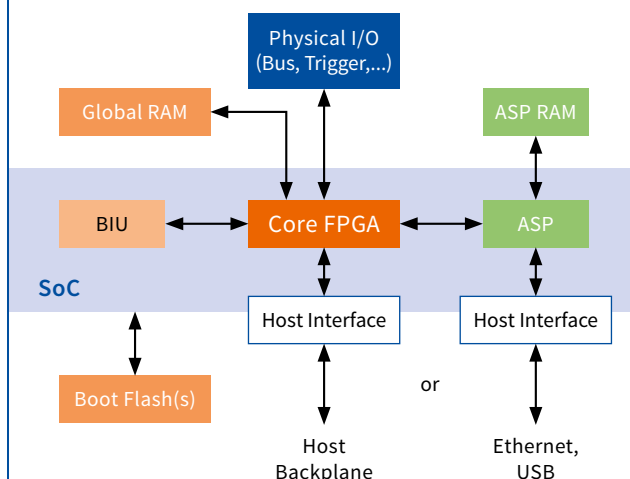 Physical I/O
(Bus, Trigger,...)
Global RAM
ASP RAM
BIU
Core FPGA
ASP
SoC
Host Interface
Host Interface
Boot Flash(s)
or
Host
Backplane
Ethernet,
USB